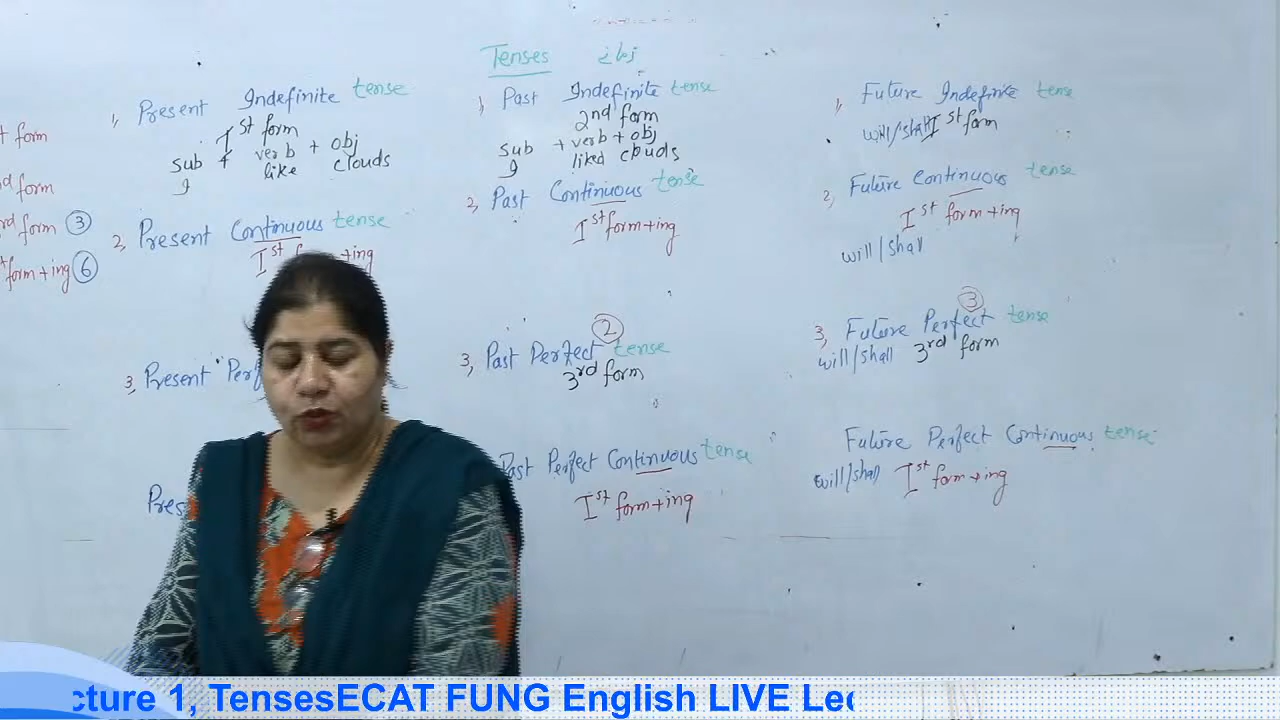 Tenses زمانے
1, Present Indefinite tense
Ist form
sub + verb + obj
I like clouds
2, Present Continuous tense
Ist form +ing
3, Present Perf
Pres
1, Past Indefinite tense
2nd form
sub + verb + obj
I liked clouds
2, Past Continuous tense
Ist form+ing
2
3, Past Perfect tense
3rd form
Past Perfect Continuous tense
Ist form+ing
1, Future Indefinite tense
will/shall Ist form
2, Future Continuous tense
Ist form +ing
will/shall
3
3, Future Perfect tense
will/shall 3rd form
Future Perfect Continuous tense
will/shall Ist form +ing
form
form
rd form 3
form +ing 6
cture 1, TensesECAT FUNG English LIVE Lec